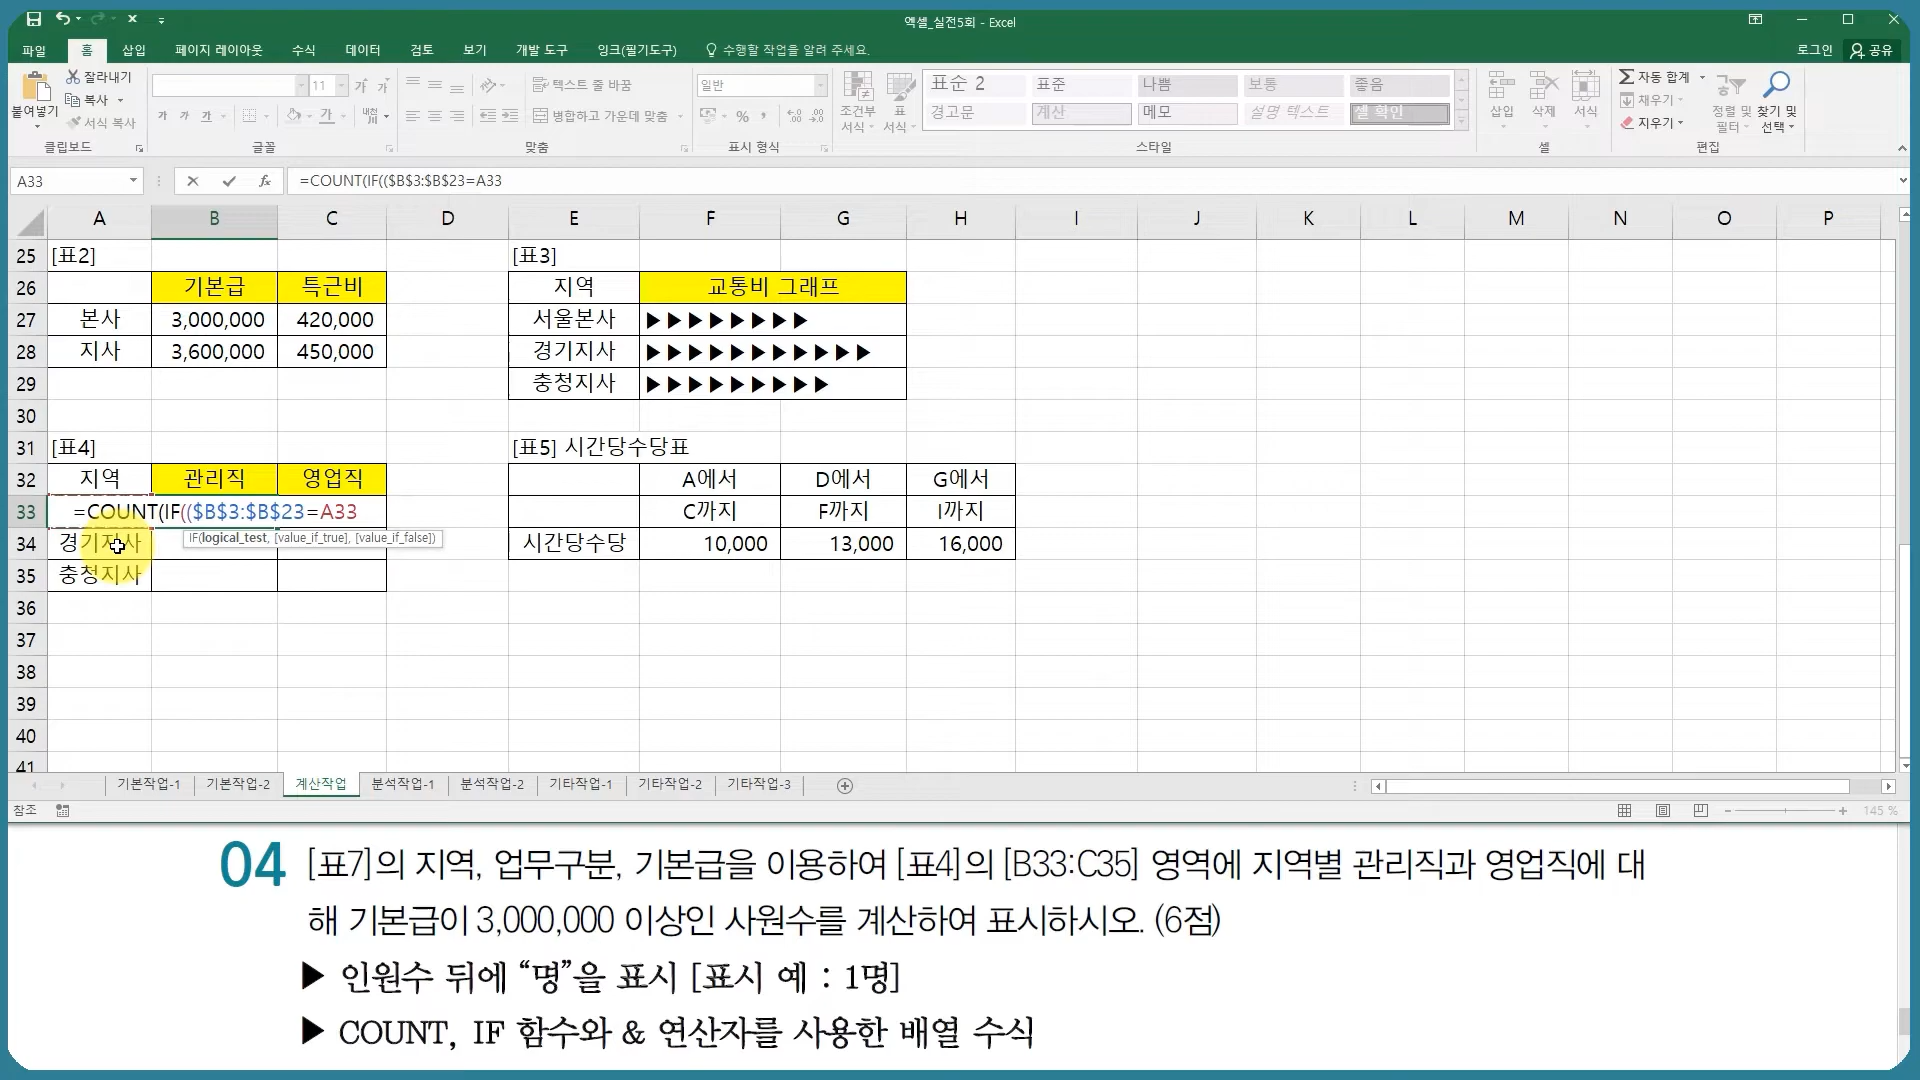 엑셀_실전5회 - Excel
파일 홈 삽입 페이지 레이아웃 수식 데이터 검토 보기 개발 도구 잉크(필기도구) 수행할 작업을 알려 주세요. 로그인 공유
붙여넣기 잘라내기 복사 서식 복사
11 가 가 텍스트 줄 바꿈 일반
가 가 가 가 내천 병합하고 가운데 맞춤 % ,
조건부 서식 표 서식
표준 2 표준 나쁨 보통 좋음
경고문 계산 메모 설명 텍스트 셀 확인
삽입 삭제 서식
자동 합계 채우기 지우기
정렬 및 필터 찾기 및 선택
클립보드 글꼴 맞춤 표시 형식 스타일 셀 편집
A33 fx =COUNT(IF(($B$3:$B$23=A33
A B C D E F G H I J K L M N O P
25 [표2] [표3]
26 기본급 특근비 지역 교통비 그래프
27 본사 3,000,000 420,000 서울본사 ▶▶▶▶▶▶▶▶
28 지사 3,600,000 450,000 경기지사 ▶▶▶▶▶▶▶▶▶▶▶
29 충청지사 ▶▶▶▶▶▶▶▶▶
30
31 [표4] [표5] 시간당수당표
32 지역 관리직 영업직 A에서 D에서 G에서
33 =COUNT(IF(($B$3:$B$23=A33 C까지 F까지 I까지
IF(logical_test, [value_if_true], [value_if_false])
34 경기지사 시간당수당 10,000 13,000 16,000
35 충청지사
36
37
38
39
40
41
기본작업-1 기본작업-2 계산작업 분석작업-1 분석작업-2 기타작업-1 기타작업-2 기타작업-3
참조 145 %
04 [표7]의 지역, 업무구분, 기본급을 이용하여 [표4]의 [B33:C35] 영역에 지역별 관리직과 영업직에 대
해 기본급이 3,000,000 이상인 사원수를 계산하여 표시하시오. (6점)
▶ 인원수 뒤에 “명”을 표시 [표시 예 : 1명]
▶ COUNT, IF 함수와 & 연산자를 사용한 배열 수식